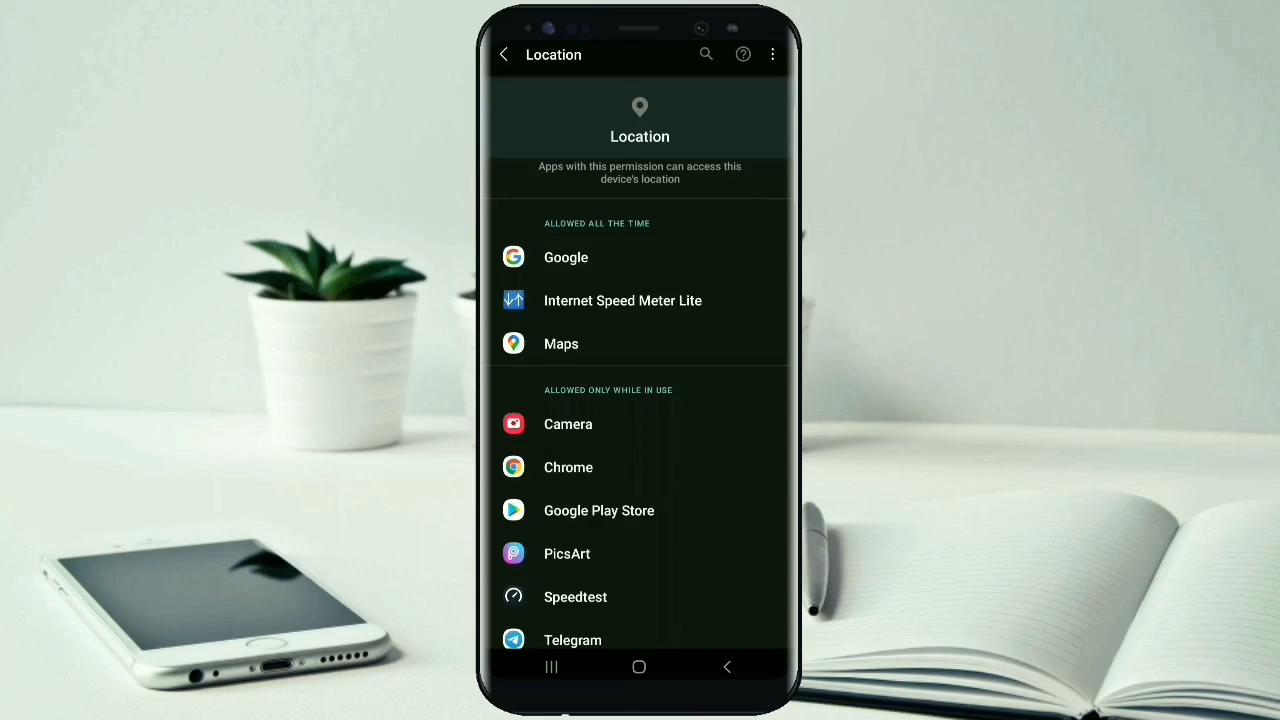 Location
Location
Apps with this permission can access this
device's location
ALLOWED ALL THE TIME
Google
Internet Speed Meter Lite
Maps
ALLOWED ONLY WHILE IN USE
Camera
Chrome
Google Play Store
PicsArt
Speedtest
Telegram